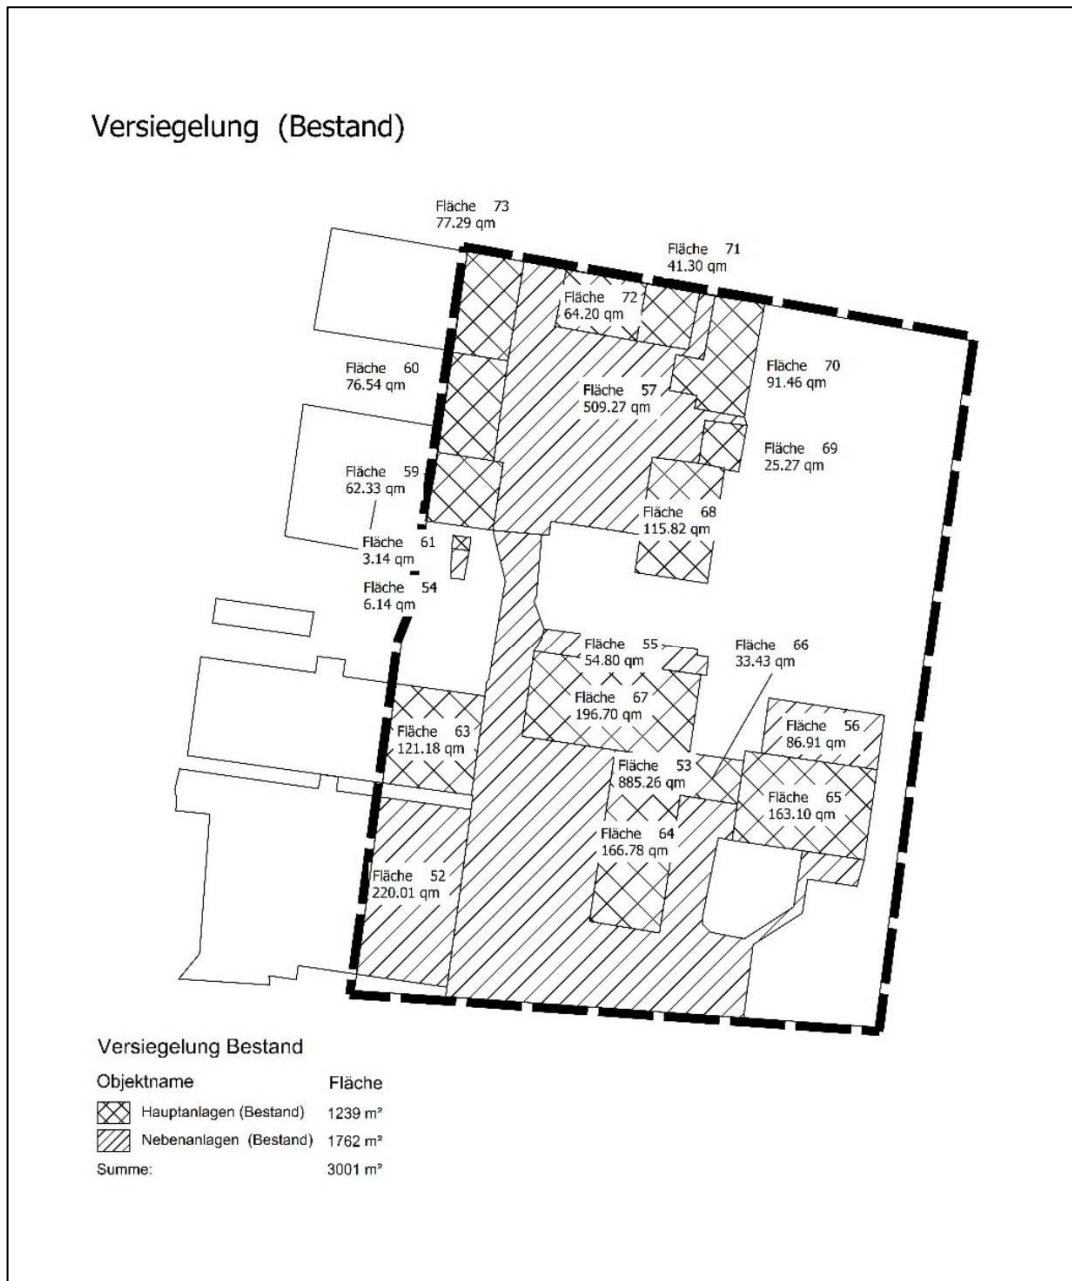 Versiegelung (Bestand)
Fläche 73
77.29 qm
Fläche 71
41.30 qm
Fläche 72
64.20 qm
Fläche 60
76.54 qm
Fläche 57
509.27 qm
Fläche 70
91.46 qm
Fläche 59
62.33 qm
Fläche 69
25.27 qm
Fläche 68
115.82 qm
Fläche 61
3.14 qm
Fläche 54
6.14 qm
Fläche 55
54.80 qm
Fläche 66
33.43 qm
Fläche 67
196.70 qm
Fläche 63
121.18 qm
Fläche 56
86.91 qm
Fläche 53
885.26 qm
Fläche 65
163.10 qm
Fläche 64
166.78 qm
Fläche 52
220.01 qm
Versiegelung Bestand
Objektname Fläche
Hauptanlagen (Bestand) 1239 m²
Nebenanlagen (Bestand) 1762 m²
Summe: 3001 m²